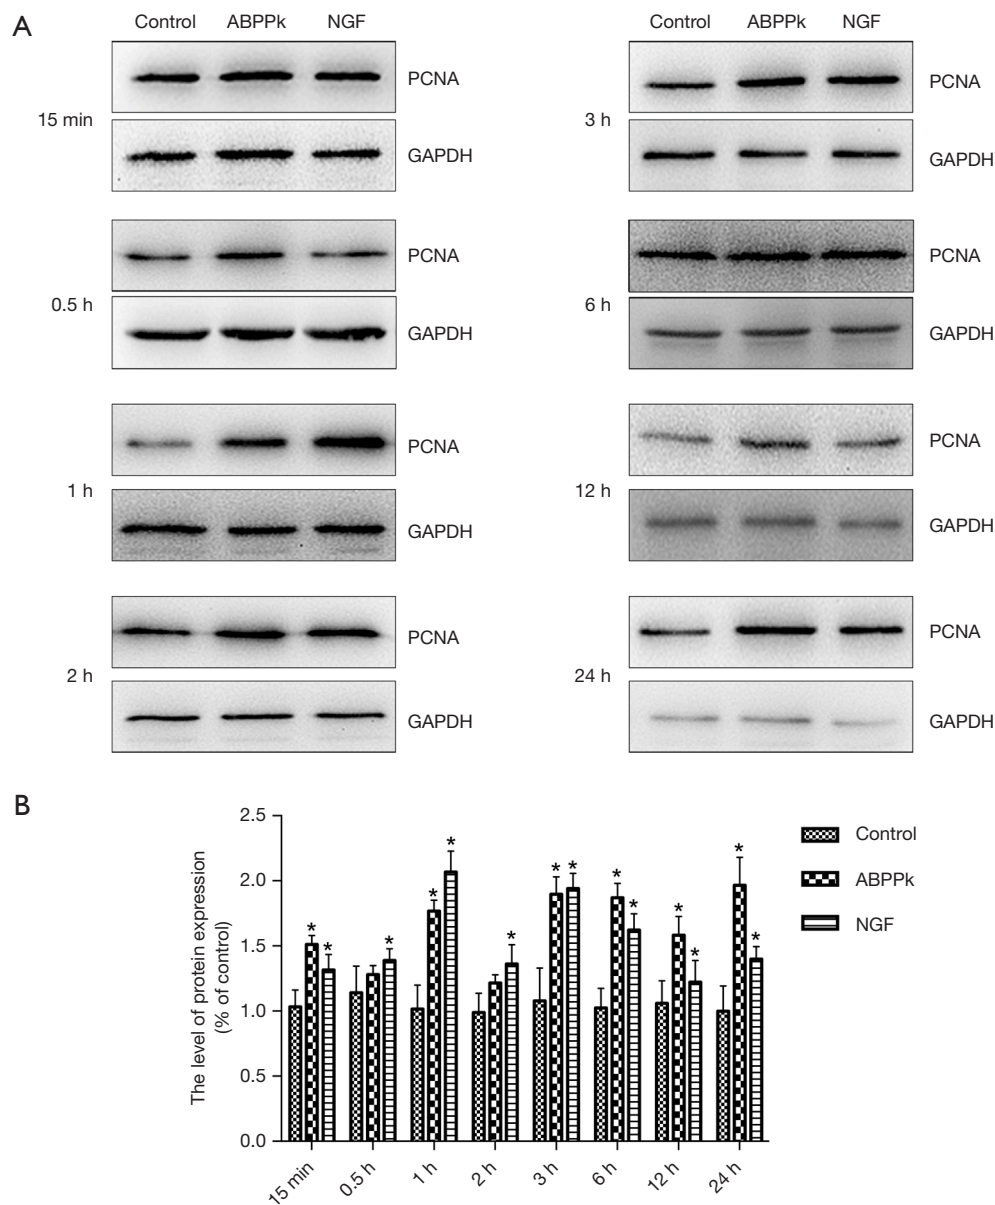 A
Control ABPPk NGF
PCNA
15 min
GAPDH
PCNA
0.5 h
GAPDH
PCNA
1 h
GAPDH
PCNA
2 h
GAPDH
Control ABPPk NGF
PCNA
3 h
GAPDH
PCNA
6 h
GAPDH
PCNA
12 h
GAPDH
PCNA
24 h
GAPDH
B
The level of protein expression
(% of control)
2.5
2.0
1.5
1.0
0.5
0.0
* * * * * * * * * * * * * *
15 min 0.5 h 1 h 2 h 3 h 6 h 12 h 24 h
Control
ABPPk
NGF